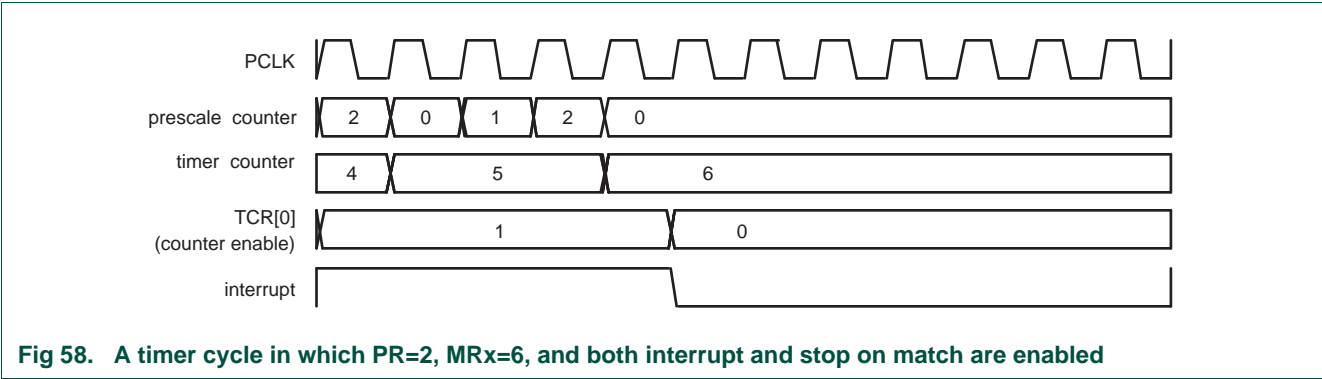 PCLK
prescale counter
2 0 1 2 0
timer counter
4 5 6
TCR[0]
(counter enable)
1 0
interrupt
Fig 58. A timer cycle in which PR=2, MRx=6, and both interrupt and stop on match are enabled